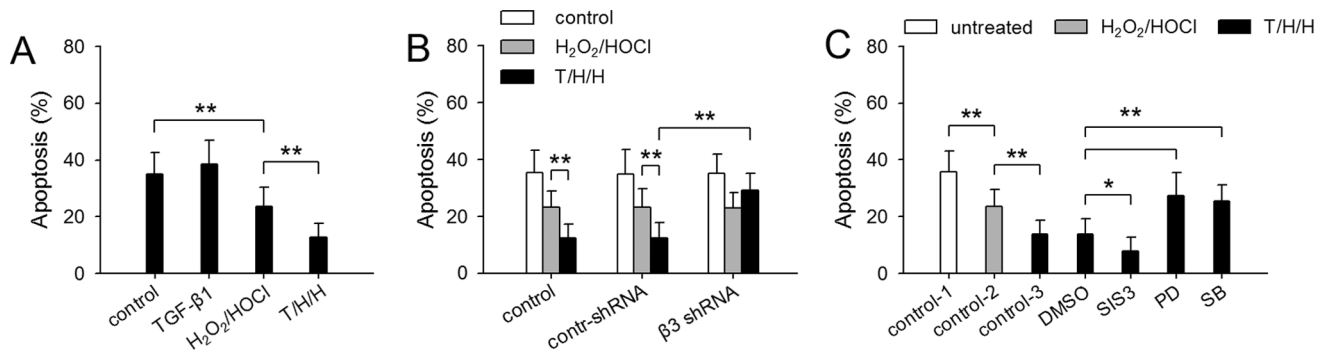 A
Apoptosis (%)
80
60
40
20
0
**
**
control
TGF-β1
H₂O₂/HOCl
T/H/H
B
control
H₂O₂/HOCl
T/H/H
Apoptosis (%)
80
60
40
20
0
**
**
**
control
contr-shRNA
β3 shRNA
C
untreated
H₂O₂/HOCl
T/H/H
Apoptosis (%)
80
60
40
20
0
**
**
**
*
control-1
control-2
control-3
DMSO
SIS3
PD
SB